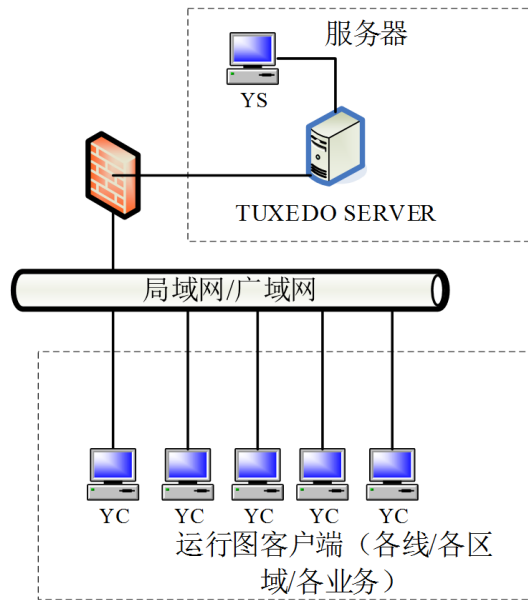 服务器
YS
TUXEDO SERVER
局域网/广域网
YC YC YC YC YC
运行图客户端（各线/各区
域/各业务）